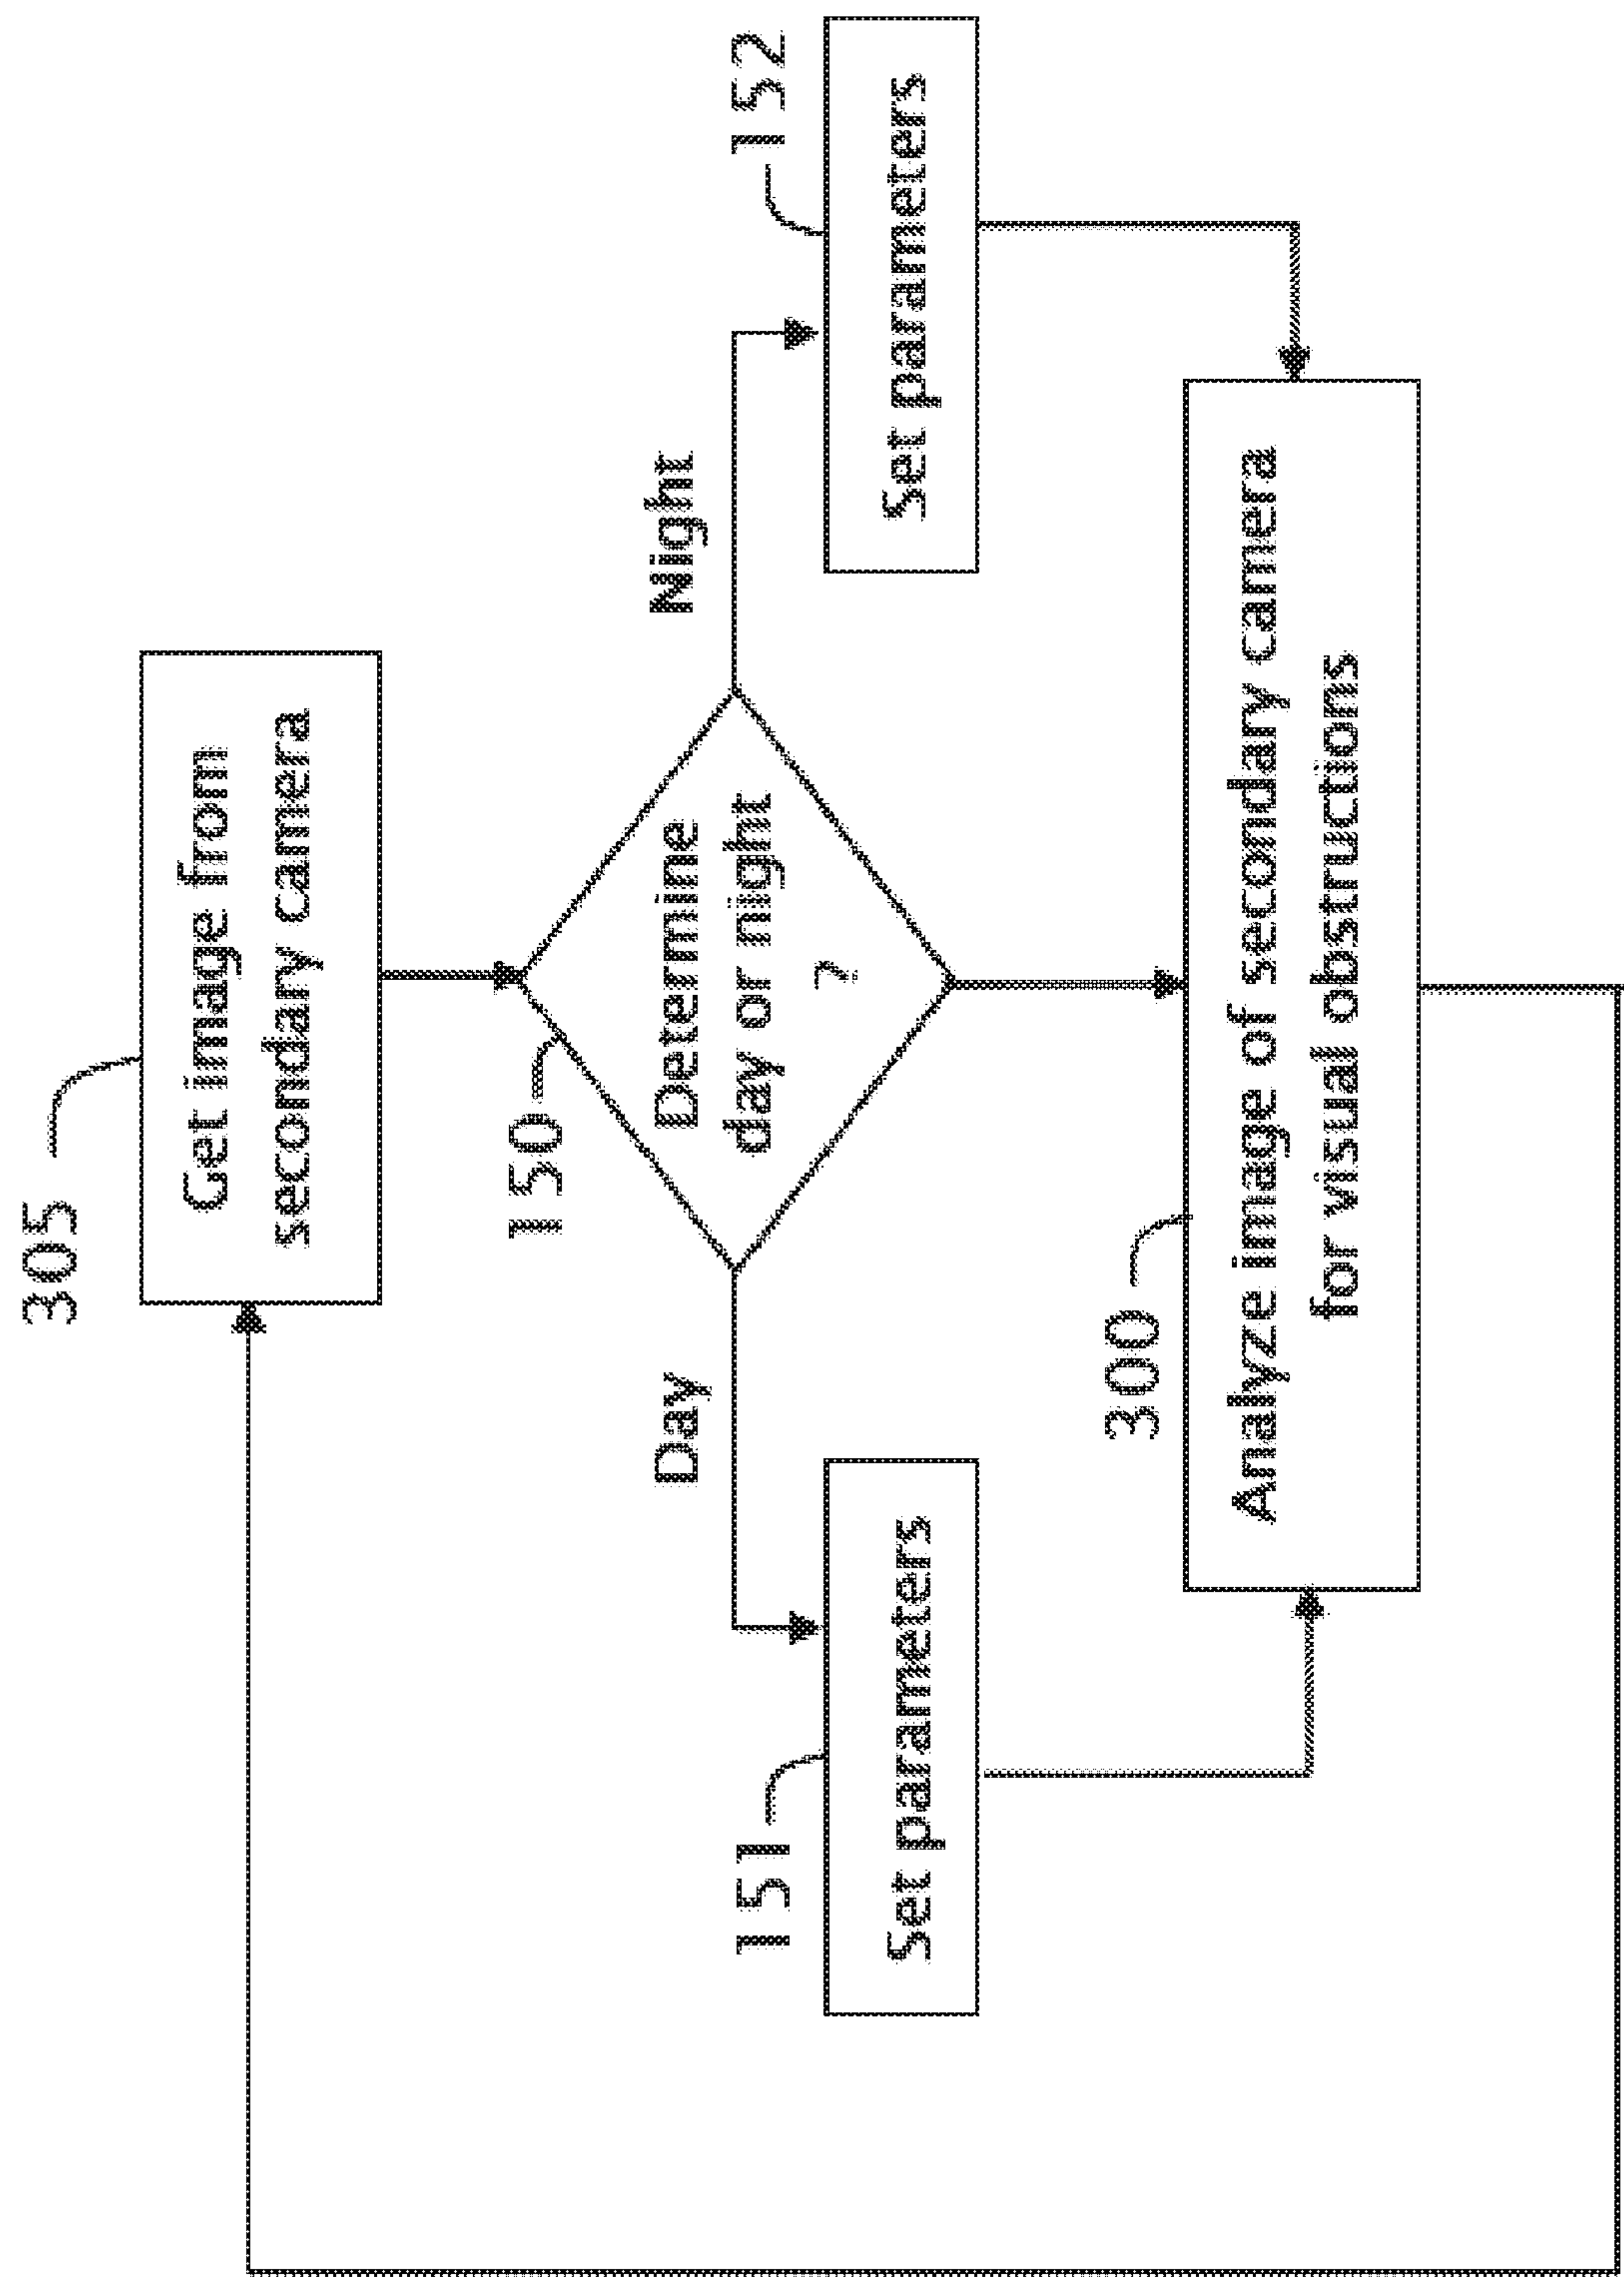 305
Get image from
secondary camera
150
Determine
day or night
?
Day
Night
151
Set parameters
152
Set parameters
300
Analyze image of secondary camera
for visual obstructions